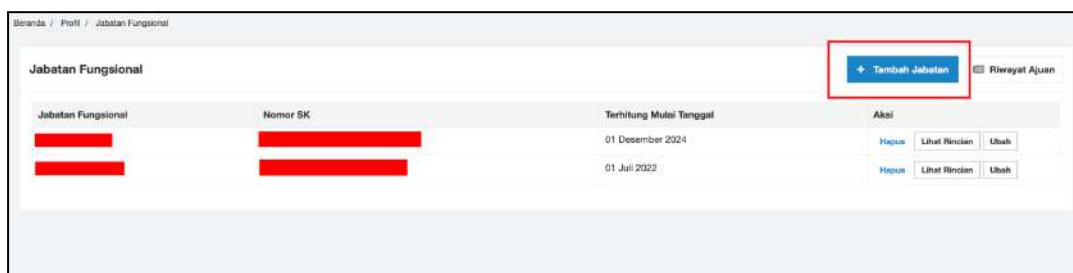 Beranda / Profil / Jabatan Fungsional
Jabatan Fungsional
+ Tambah Jabatan
Riwayat Ajuan
Jabatan Fungsional Nomor SK Terhitung Mulai Tanggal Aksi
01 Desember 2024 Hapus Lihat Rincian Ubah
01 Juli 2022 Hapus Lihat Rincian Ubah